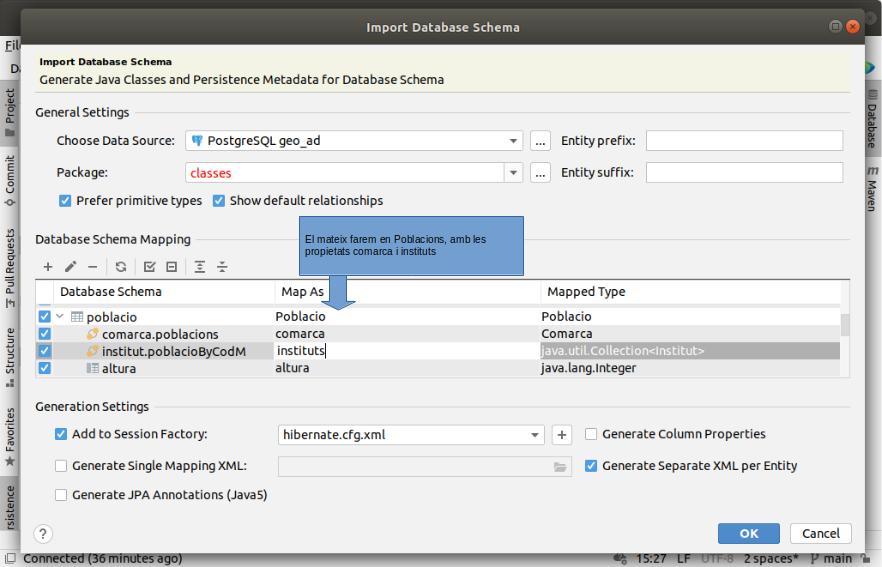 Import Database Schema
File
Import Database Schema
Generate Java Classes and Persistence Metadata for Database Schema
General Settings
Choose Data Source:
PostgreSQL geo_ad
...
Entity prefix:
Package:
classes
...
Entity suffix:
Prefer primitive types
Show default relationships
El mateix farem en Poblacions, amb les
propietats comarca i instituts
Database Schema Mapping
Database Schema
Map As
Mapped Type
poblacio
Poblacio
Poblacio
comarca.poblacions
comarca
Comarca
institut.poblacioByCodM
instituts
java.util.Collection<Institut>
altura
altura
java.lang.Integer
Generation Settings
Add to Session Factory:
hibernate.cfg.xml
Generate Column Properties
Generate Single Mapping XML:
Generate Separate XML per Entity
Generate JPA Annotations (Java5)
?
OK
Cancel
Project
Commit
Pull Requests
Structure
Favorites
rsistence
Database
m
Maven
Connected (36 minutes ago)
15:27
LF
UTF-8
2 spaces*
main